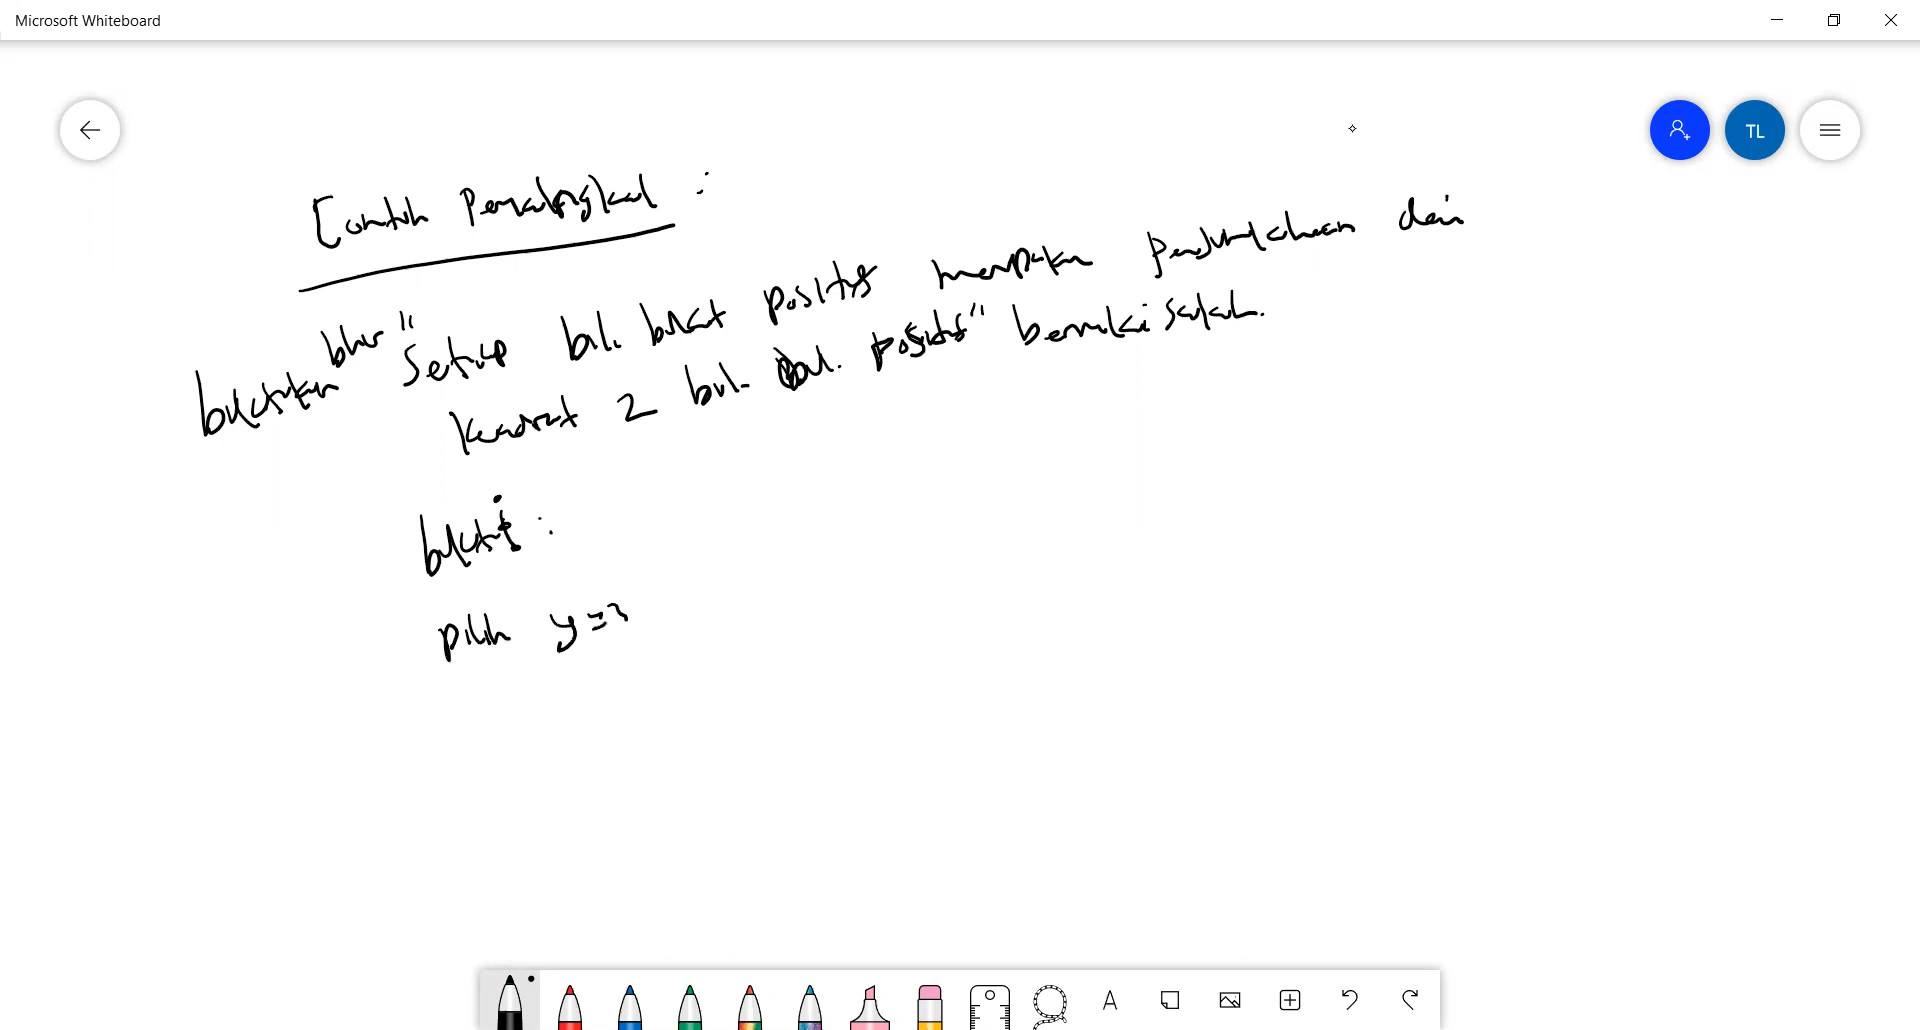 Microsoft Whiteboard
TL
Contoh Penyangkal :
buktikan bhw "Setiap bil. bulat positif merupakan penjumlahan dari
kuadrat 2 bil. bul. positif" bernilai salah.
bukti :
pilih y=3